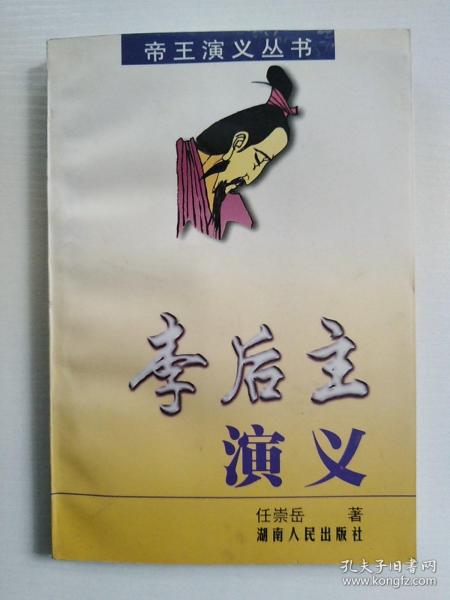 帝王演义丛书
李后主
演义
任崇岳 著
湖南人民出版社
孔夫子旧书网
www.kongfz.com